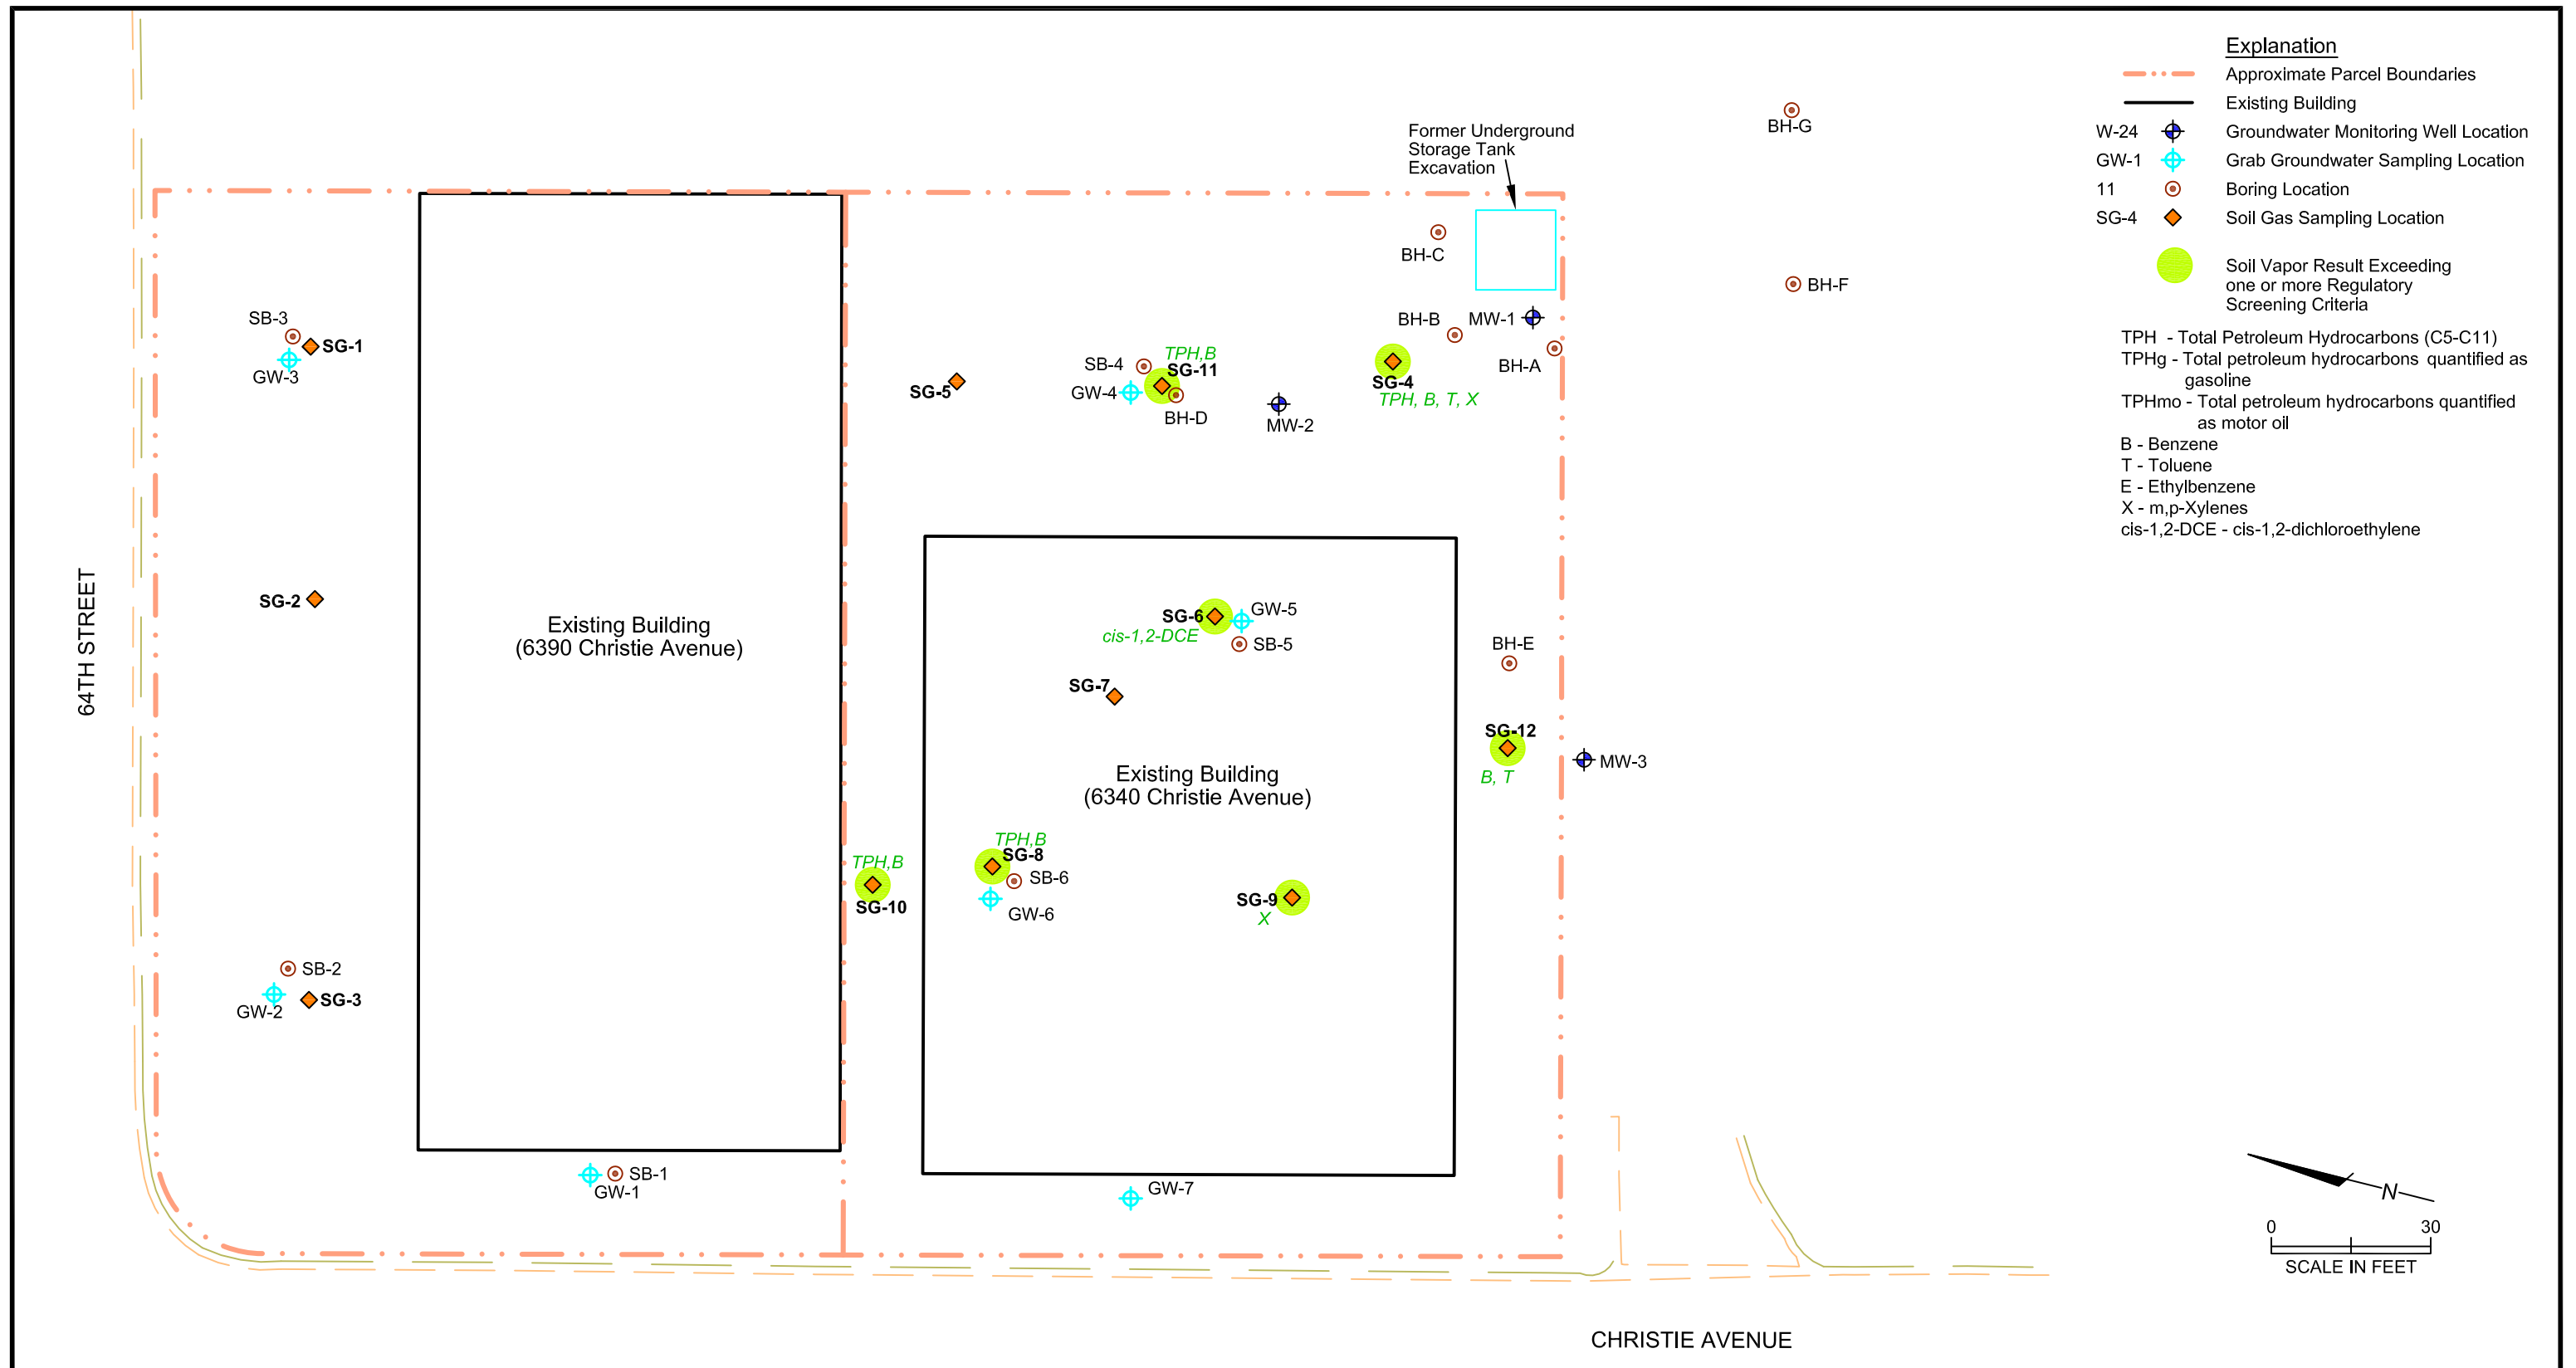 Explanation
Approximate Parcel Boundaries
Existing Building
W-24 Groundwater Monitoring Well Location
GW-1 Grab Groundwater Sampling Location
11 Boring Location
SG-4 Soil Gas Sampling Location
Soil Vapor Result Exceeding
one or more Regulatory
Screening Criteria
TPH - Total Petroleum Hydrocarbons (C5-C11)
TPHg - Total petroleum hydrocarbons quantified as
gasoline
TPHmo - Total petroleum hydrocarbons quantified
as motor oil
B - Benzene
T - Toluene
E - Ethylbenzene
X - m,p-Xylenes
cis-1,2-DCE - cis-1,2-dichloroethylene
BH-G
Former Underground
Storage Tank
Excavation
BH-C
BH-F
SB-3
SG-1
GW-3
BH-B
MW-1
BH-A
SB-4
TPH,B
SG-11
GW-4
BH-D
SG-5
MW-2
SG-4
TPH, B, T, X
64TH STREET
SG-2
Existing Building
(6390 Christie Avenue)
SG-6
cis-1,2-DCE
GW-5
SB-5
SG-7
BH-E
SG-12
B, T
MW-3
Existing Building
(6340 Christie Avenue)
TPH,B
SG-8
SB-6
GW-6
TPH,B
SG-10
SG-9
X
SB-2
GW-2
SG-3
SB-1
GW-1
GW-7
N
0 30
SCALE IN FEET
CHRISTIE AVENUE